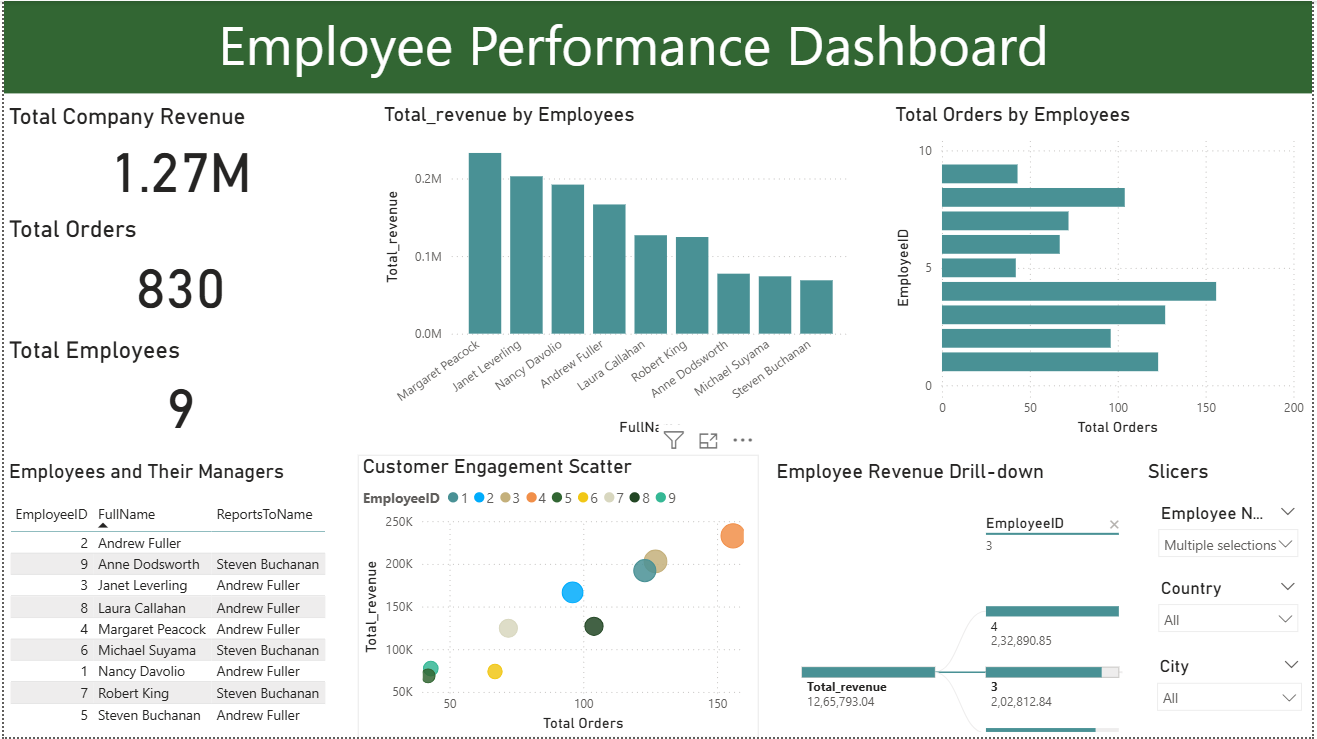 Employee Performance Dashboard
Total Company Revenue
1.27M
Total Orders
830
Total Employees
9
Total_revenue by Employees
Total_revenue
0.2M
0.1M
0.0M
Margaret Peacock
Janet Leverling
Nancy Davolio
Andrew Fuller
Laura Callahan
Robert King
Anne Dodsworth
Michael Suyama
Steven Buchanan
FullNa
Total Orders by Employees
EmployeeID
10
5
0
0 50 100 150 200
Total Orders
Employees and Their Managers
EmployeeID FullName ReportsToName
2 Andrew Fuller
9 Anne Dodsworth Steven Buchanan
3 Janet Leverling Andrew Fuller
8 Laura Callahan Andrew Fuller
4 Margaret Peacock Andrew Fuller
6 Michael Suyama Steven Buchanan
1 Nancy Davolio Andrew Fuller
7 Robert King Steven Buchanan
5 Steven Buchanan Andrew Fuller
Customer Engagement Scatter
EmployeeID 1 2 3 4 5 6 7 8 9
Total_revenue
250K
200K
150K
100K
50K
50 100 150
Total Orders
Employee Revenue Drill-down
EmployeeID
3
4
2,32,890.85
Total_revenue
12,65,793.04
3
2,02,812.84
Slicers
Employee N...
Multiple selections
Country
All
City
All